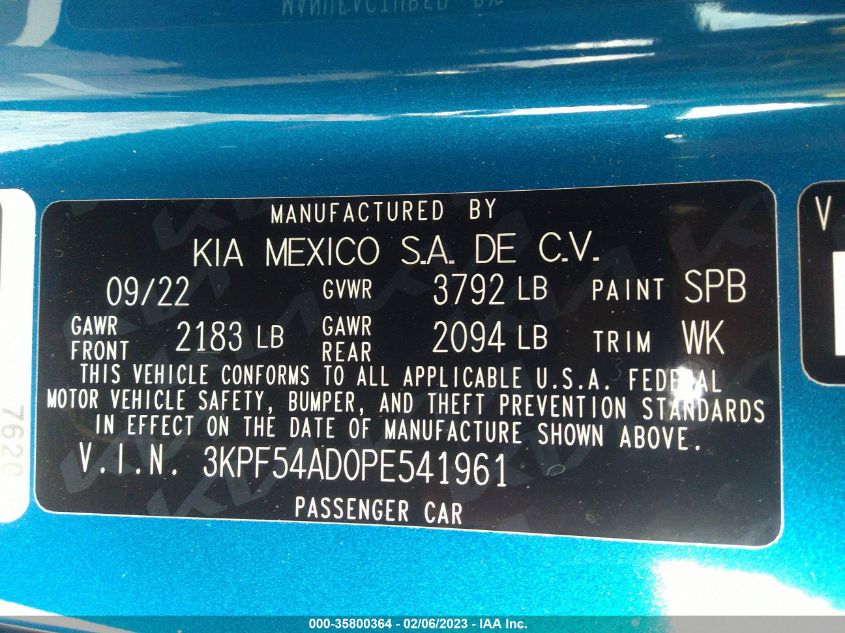 MANUFACTURED BY
KIA MEXICO S.A. DE C.V.
09/22 GVWR 3792 LB PAINT SPB
GAWR FRONT 2183 LB GAWR REAR 2094 LB TRIM WK
THIS VEHICLE CONFORMS TO ALL APPLICABLE U.S.A. FEDERAL
MOTOR VEHICLE SAFETY, BUMPER, AND THEFT PREVENTION STANDARDS
IN EFFECT ON THE DATE OF MANUFACTURE SHOWN ABOVE.
V.I.N. 3KPF54AD0PE541961
PASSENGER CAR
7620
V
000-35800364 - 02/06/2023 - IAA Inc.